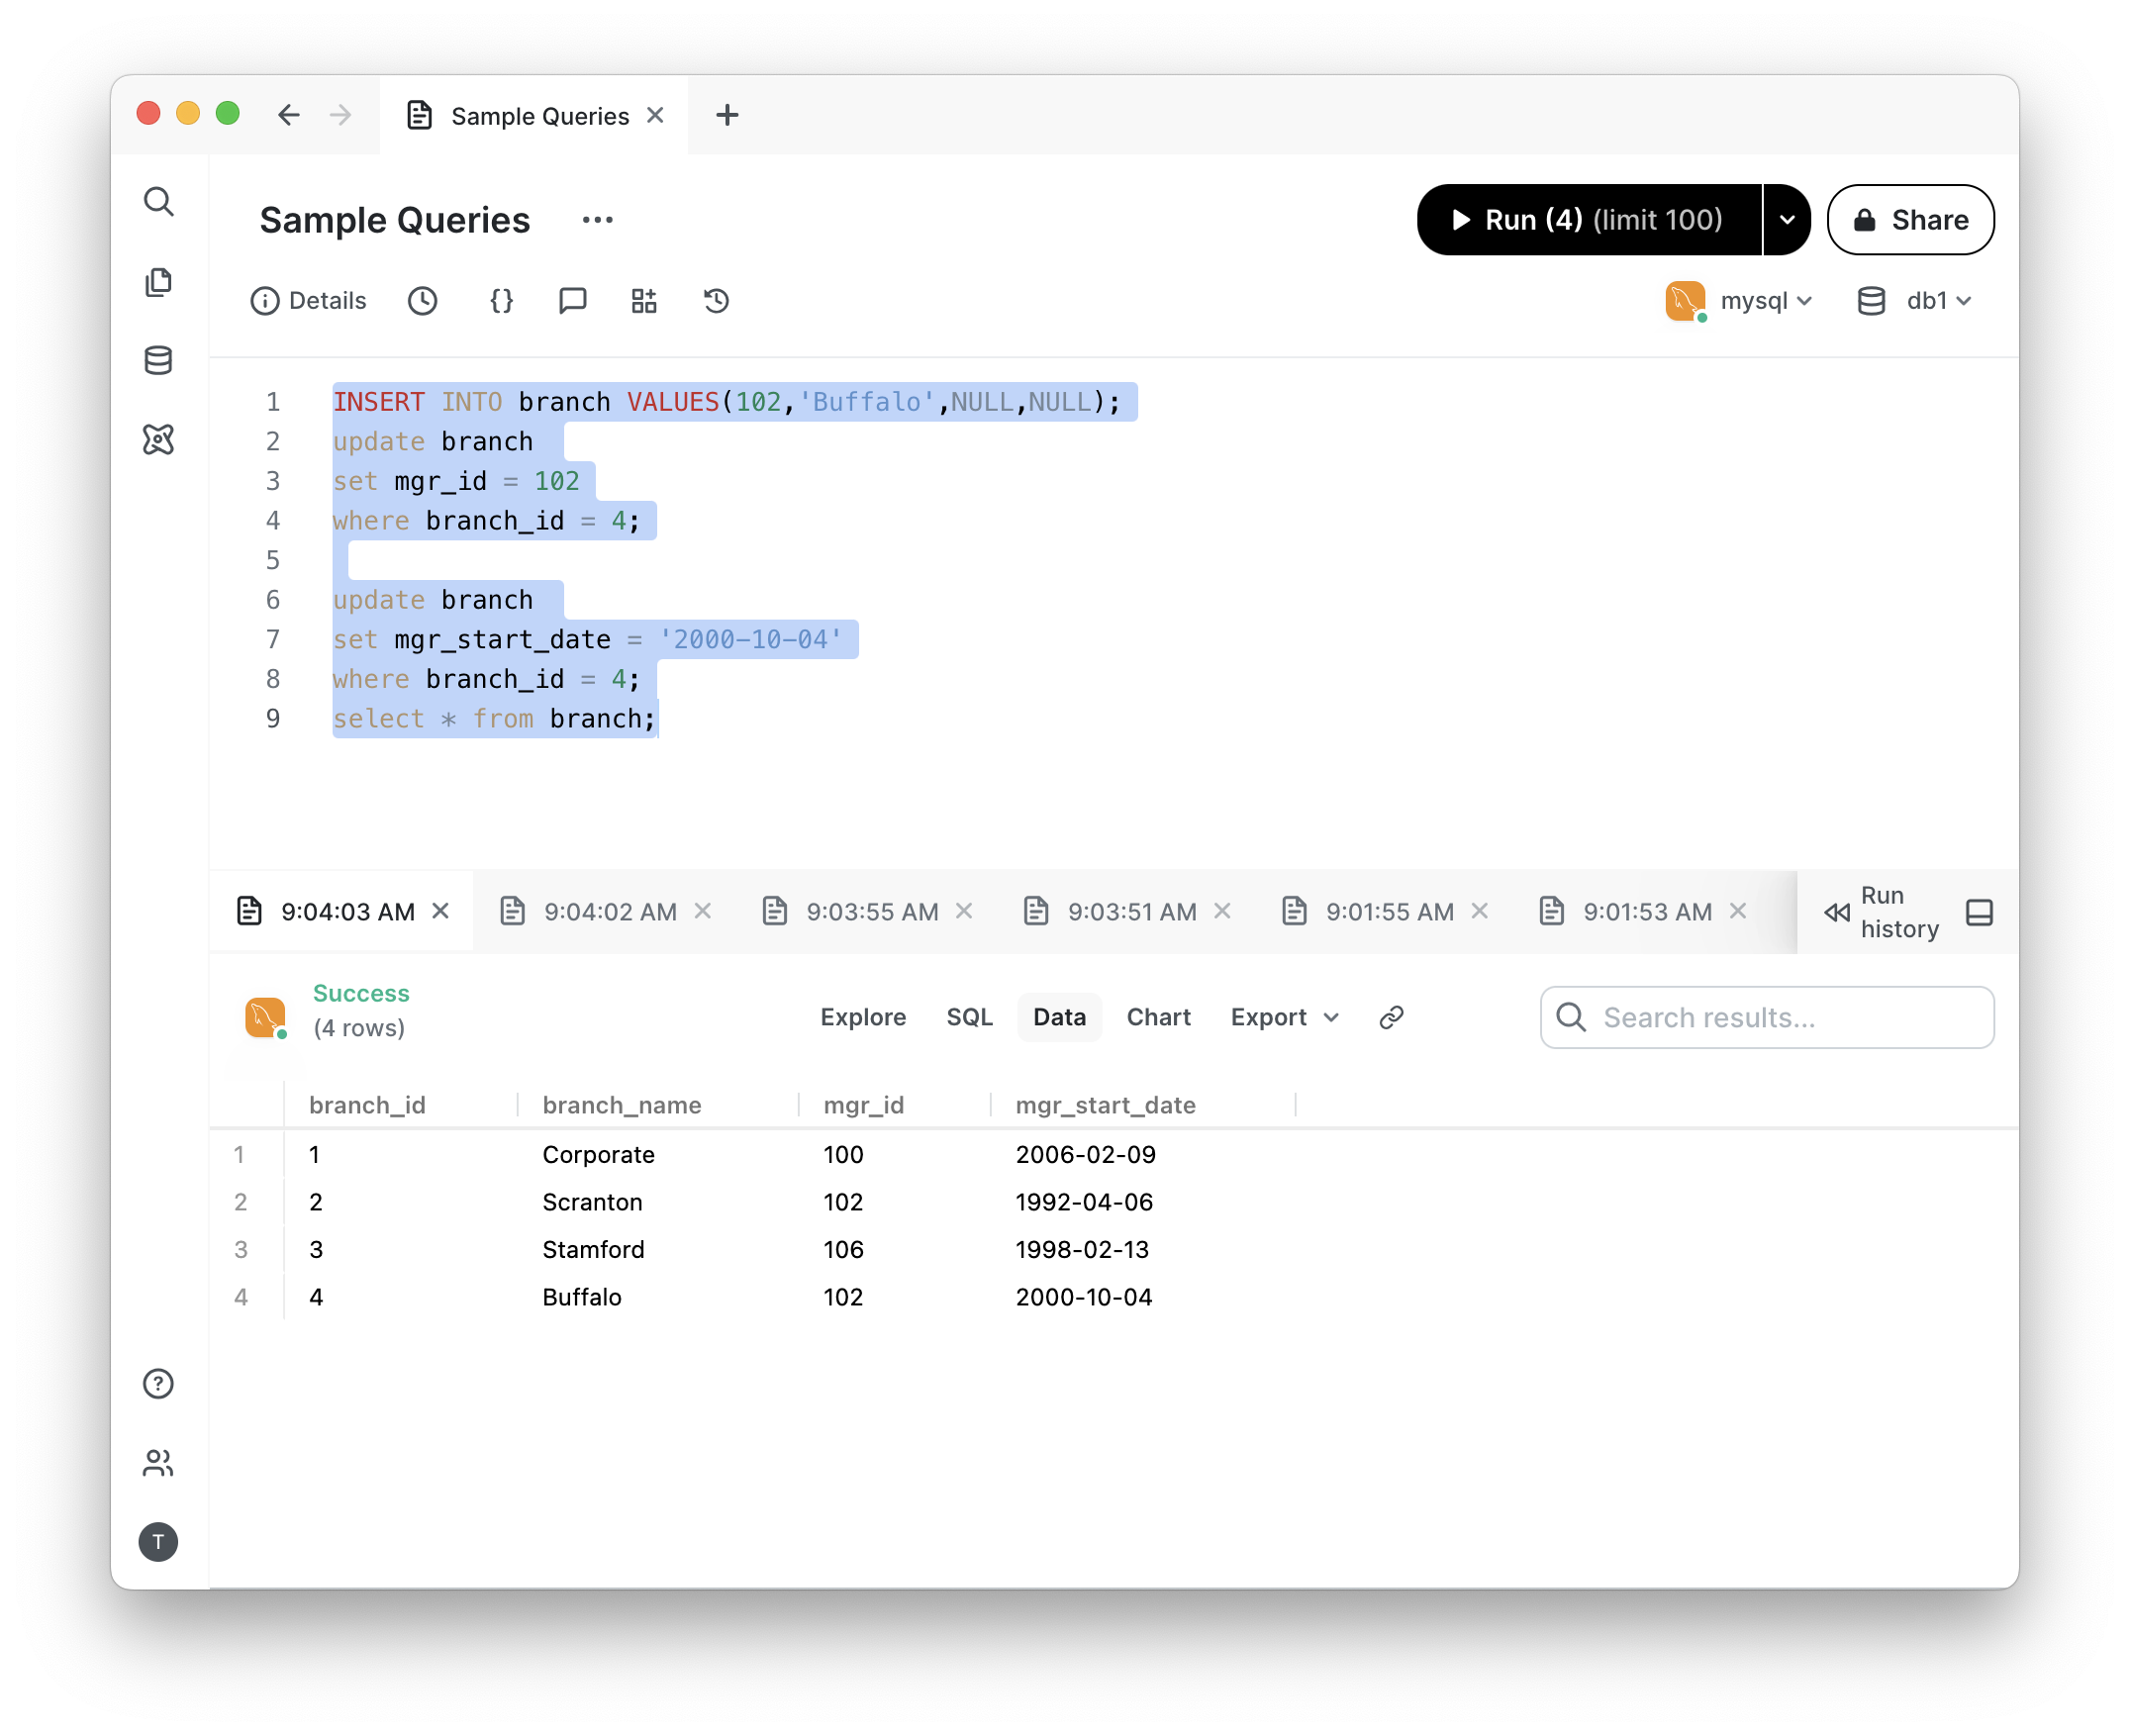 Sample Queries
Sample Queries
Run (4) (limit 100)
Share
Details
{}
mysql
db1
1 INSERT INTO branch VALUES(102,'Buffalo',NULL,NULL);
2 update branch
3 set mgr_id = 102
4 where branch_id = 4;
5
6 update branch
7 set mgr_start_date = '2000-10-04'
8 where branch_id = 4;
9 select * from branch;
9:04:03 AM 9:04:02 AM 9:03:55 AM 9:03:51 AM 9:01:55 AM 9:01:53 AM
Run
history
Success
(4 rows)
Explore SQL Data Chart Export
Search results...
branch_id branch_name mgr_id mgr_start_date
1 1 Corporate 100 2006-02-09
2 2 Scranton 102 1992-04-06
3 3 Stamford 106 1998-02-13
4 4 Buffalo 102 2000-10-04
?
T